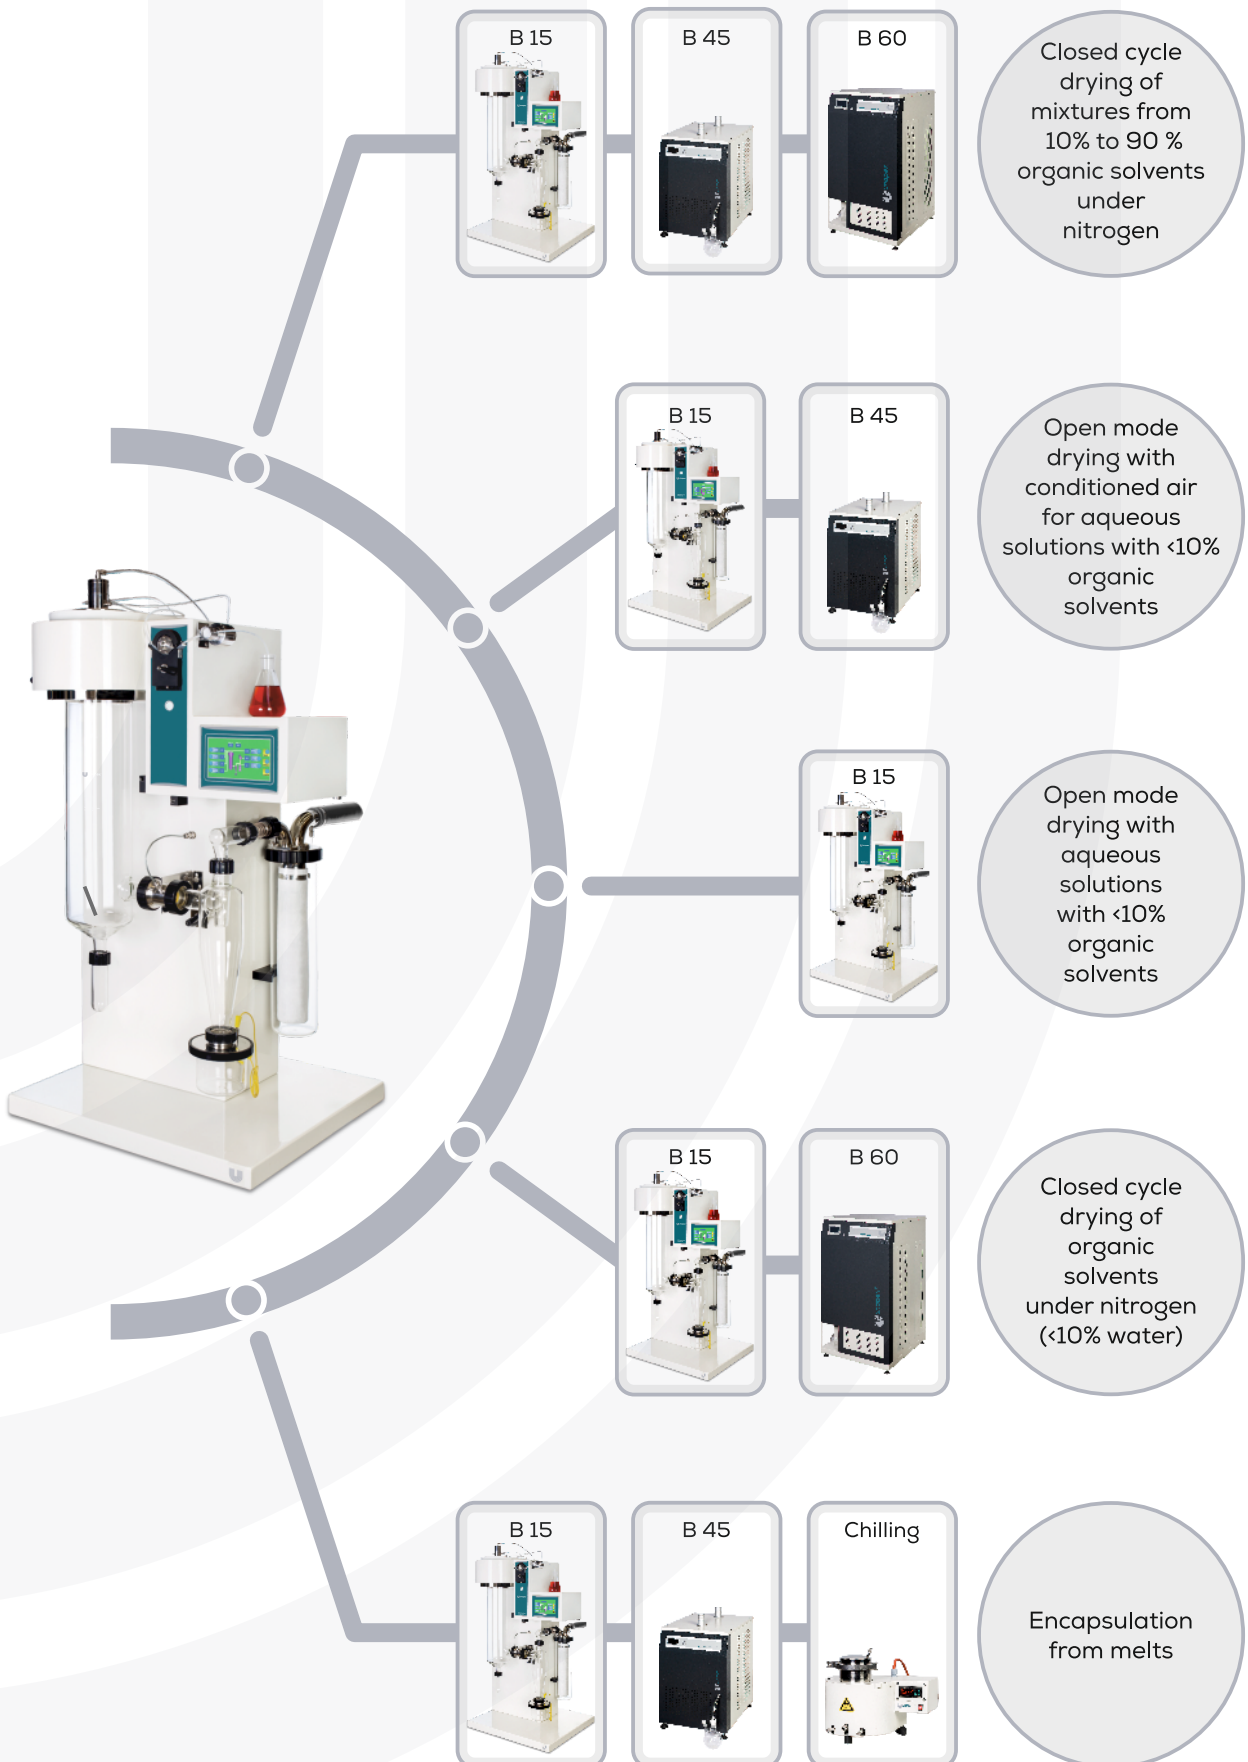 B 15
B 45
B 60
Closed cycle
drying of
mixtures from
10% to 90 %
organic solvents
under
nitrogen
B 15
B 45
Open mode
drying with
conditioned air
for aqueous
solutions with <10%
organic
solvents
B 15
Open mode
drying with
aqueous
solutions
with <10%
organic
solvents
B 15
B 60
Closed cycle
drying of
organic
solvents
under nitrogen
(<10% water)
B 15
B 45
Chilling
Encapsulation
from melts